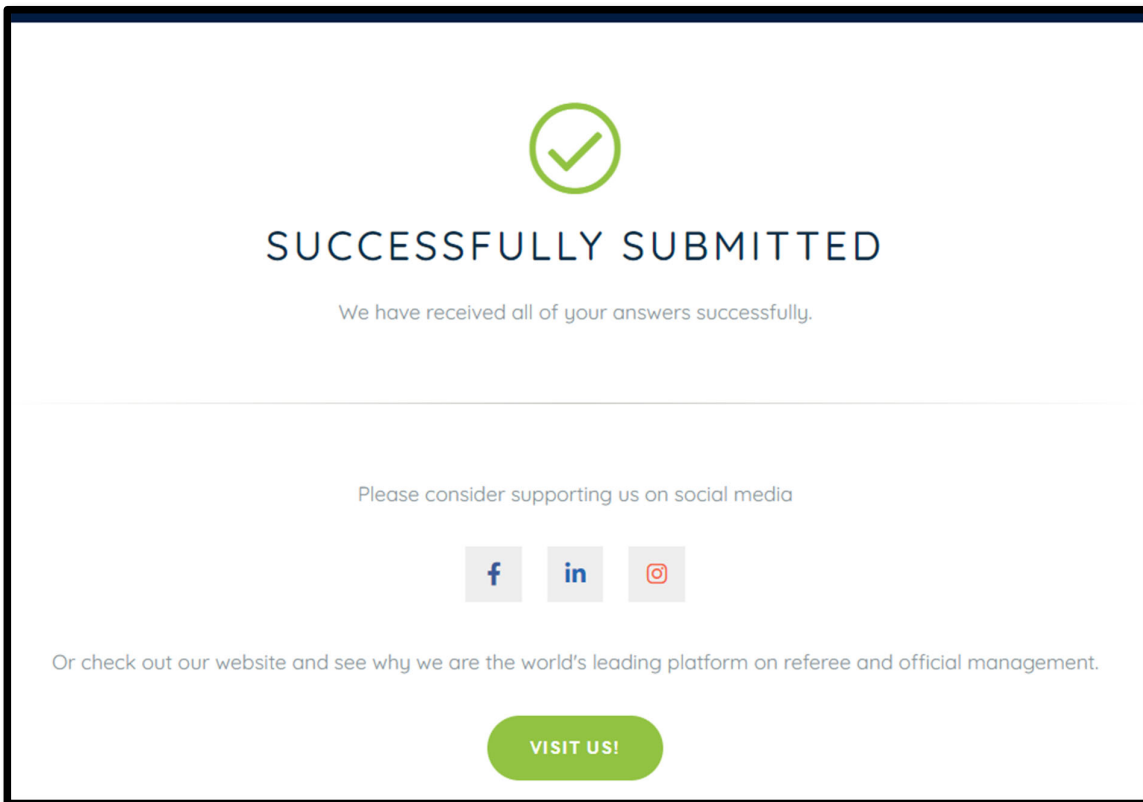 SUCCESSFULLY SUBMITTED
We have received all of your answers successfully.
Please consider supporting us on social media
f in
Or check out our website and see why we are the world's leading platform on referee and official management.
VISIT US!